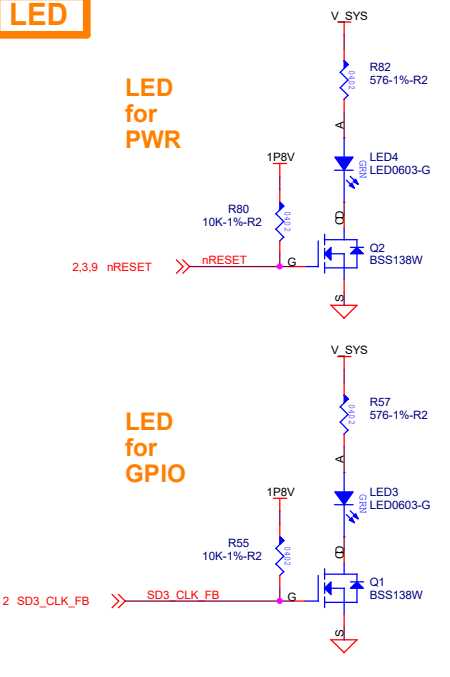 LED
V_SYS
R82
576-1%-R2
0402
LED
for
PWR
A
1P8V
LED4
LED0603-G
GRN
R80
10K-1%-R2
0402
D
Q2
BSS138W
2,3,9 nRESET
nRESET
G
S
V_SYS
R57
576-1%-R2
0402
LED
for
GPIO
A
1P8V
LED3
LED0603-G
GRN
R55
10K-1%-R2
0402
D
Q1
BSS138W
2 SD3_CLK_FB
SD3_CLK_FB
G
S